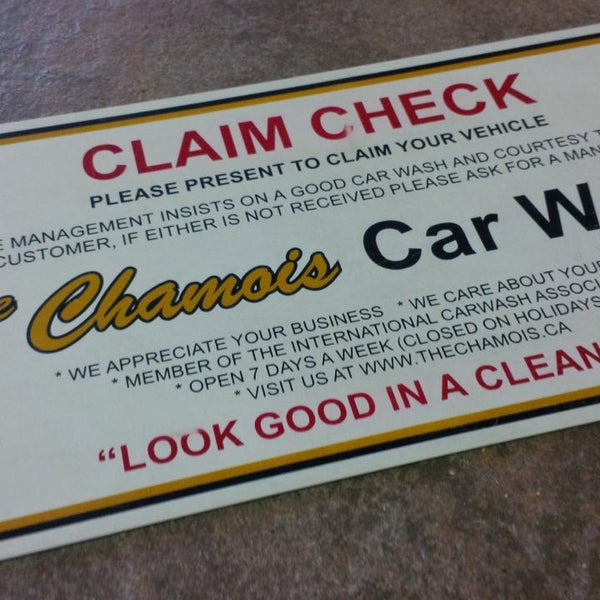 CLAIM CHECK
PLEASE PRESENT TO CLAIM YOUR VEHICLE
MANAGEMENT INSISTS ON A GOOD CAR WASH AND COURTESY
CUSTOMER, IF EITHER IS NOT RECEIVED PLEASE ASK FOR A
Chamois Car
* WE APPRECIATE YOUR BUSINESS * WE CARE ABOUT YOUR
* MEMBER OF THE INTERNATIONAL CARWASH
* OPEN 7 DAYS A WEEK (CLOSED ON HOLIDAYS
* VISIT US AT WWW.THECHAMOIS.CA
“LOOK GOOD IN A CLEAN